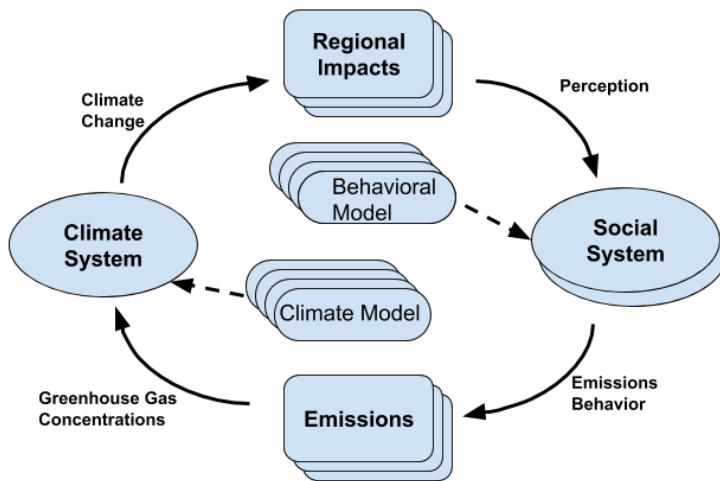 Regional
Impacts
Climate
Change
Perception
Behavioral
Model
Climate
System
Social
System
Climate Model
Greenhouse Gas
Concentrations
Emissions
Emissions
Behavior